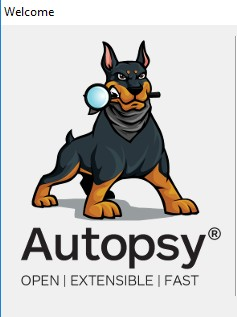 Welcome
Autopsy®
OPEN | EXTENSIBLE | FAST